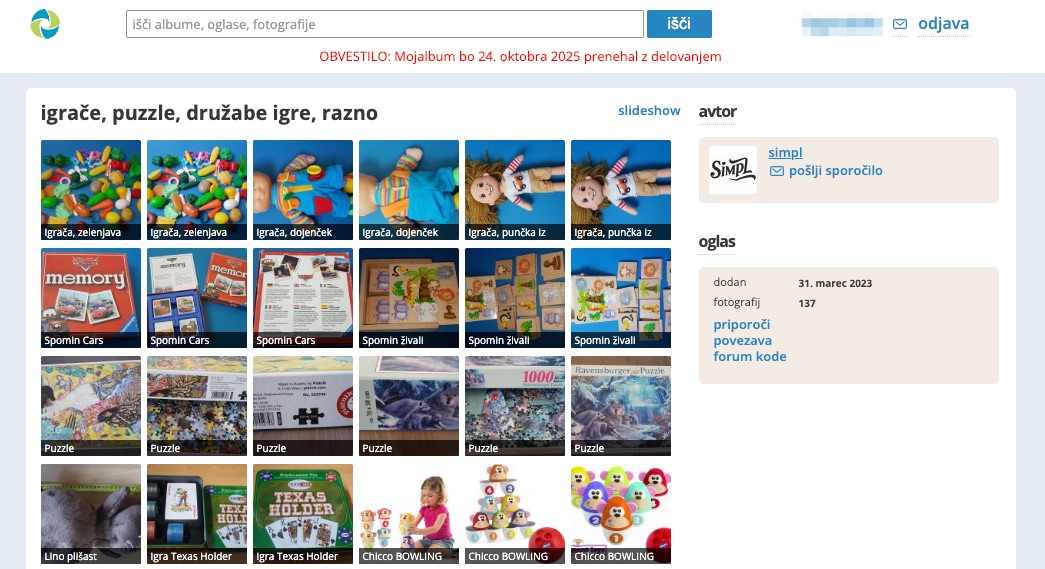 išči albume, oglase, fotografije
išči
odjava
OBVESTILO: Mojalbum bo 24. oktobra 2025 prenehal z delovanjem
igrače, puzzle, družabe igre, razno
slideshow
Igrača, zelenjava
Igrača, zelenjava
Igrača, dojenček
Igrača, dojenček
Igrača, punčka iz
Igrača, punčka iz
memory
memory
Spomin Cars
Spomin Cars
Spomin Cars
Spomin živali
Spomin živali
Spomin živali
1000
Ravensburger Puzzle
Puzzle
Puzzle
Puzzle
Puzzle
Puzzle
Puzzle
TEXAS
HOLDER
Lino plišast
Igra Texas Holder
Igra Texas Holder
Chicco BOWLING
Chicco BOWLING
Chicco BOWLING
avtor
SIMPL
simpl
pošlji sporočilo
oglas
dodan 31. marec 2023
fotografij 137
priporoči
povezava
forum kode